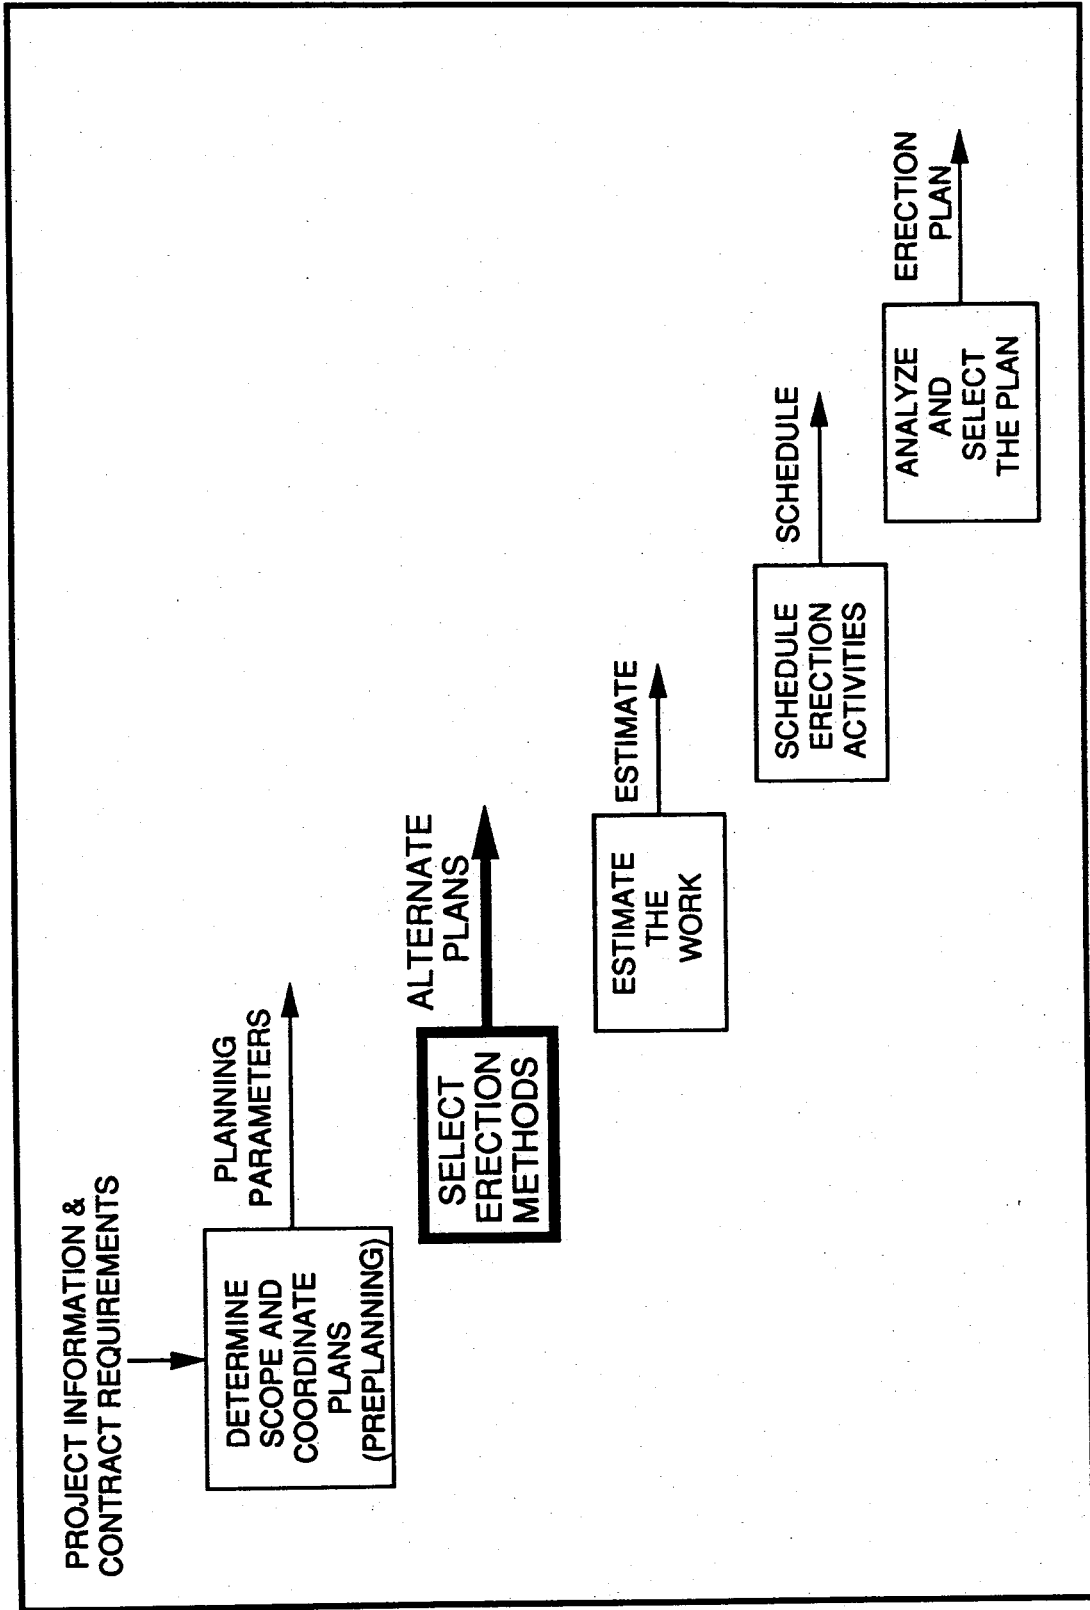 PROJECT INFORMATION &
CONTRACT REQUIREMENTS
DETERMINE
SCOPE AND
COORDINATE
PLANS
(PREPLANNING)
PLANNING
PARAMETERS
SELECT
ERECTION
METHODS
ALTERNATE
PLANS
ESTIMATE
THE
WORK
ESTIMATE
SCHEDULE
ERECTION
ACTIVITIES
SCHEDULE
ANALYZE
AND
SELECT
THE PLAN
ERECTION
PLAN